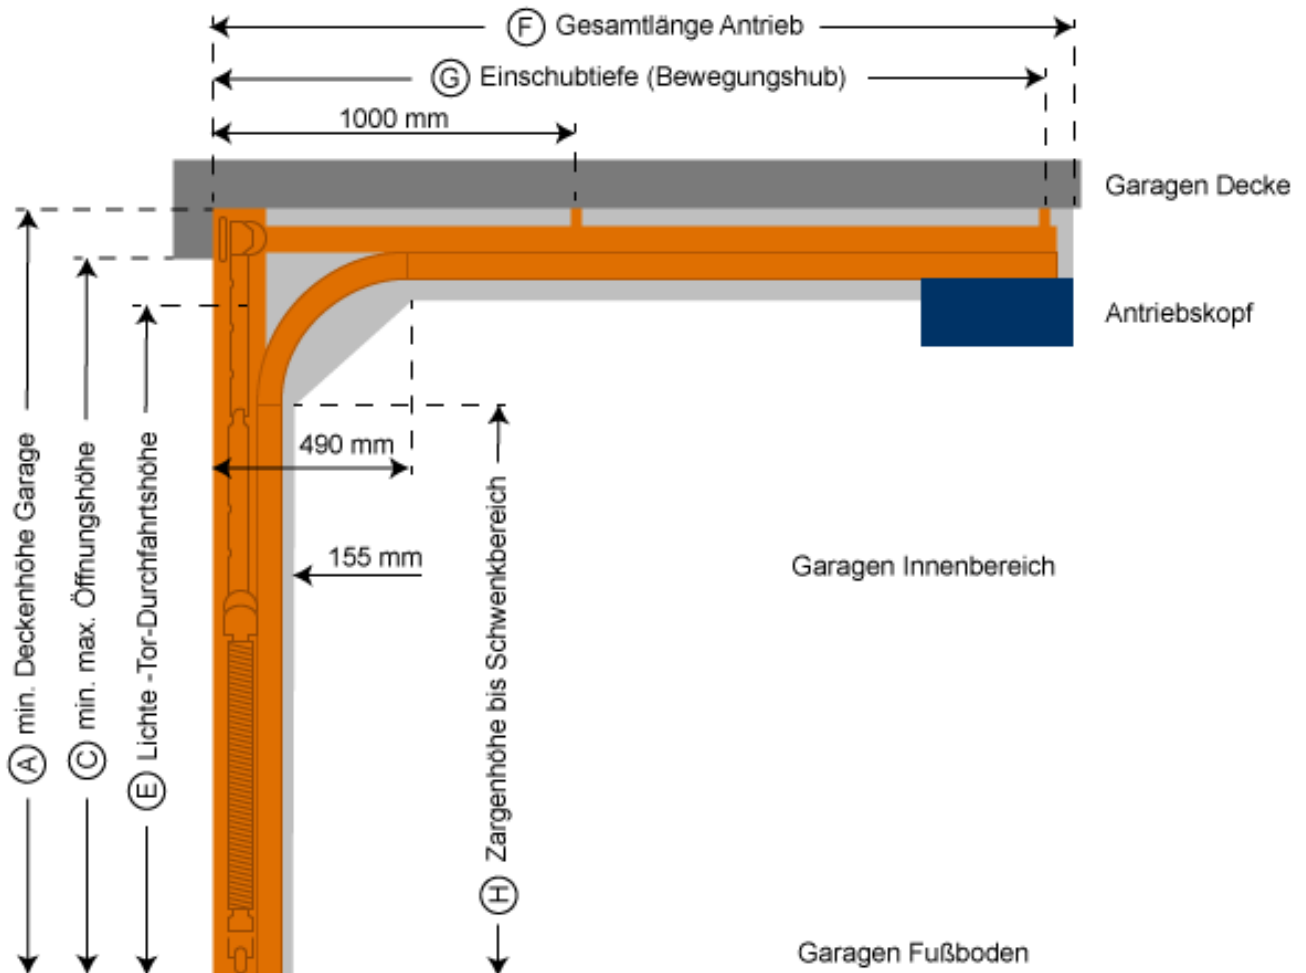 F Gesamtlänge Antrieb
G Einschubtiefe (Bewegungshub)
1000 mm
Garagen Decke
Antriebskopf
490 mm
155 mm
Garagen Innenbereich
A min. Deckenhöhe Garage
C min. max. Öffnungshöhe
E Lichte -Tor-Durchfahrtshöhe
H Zargenhöhe bis Schwenkbereich
Garagen Fußboden